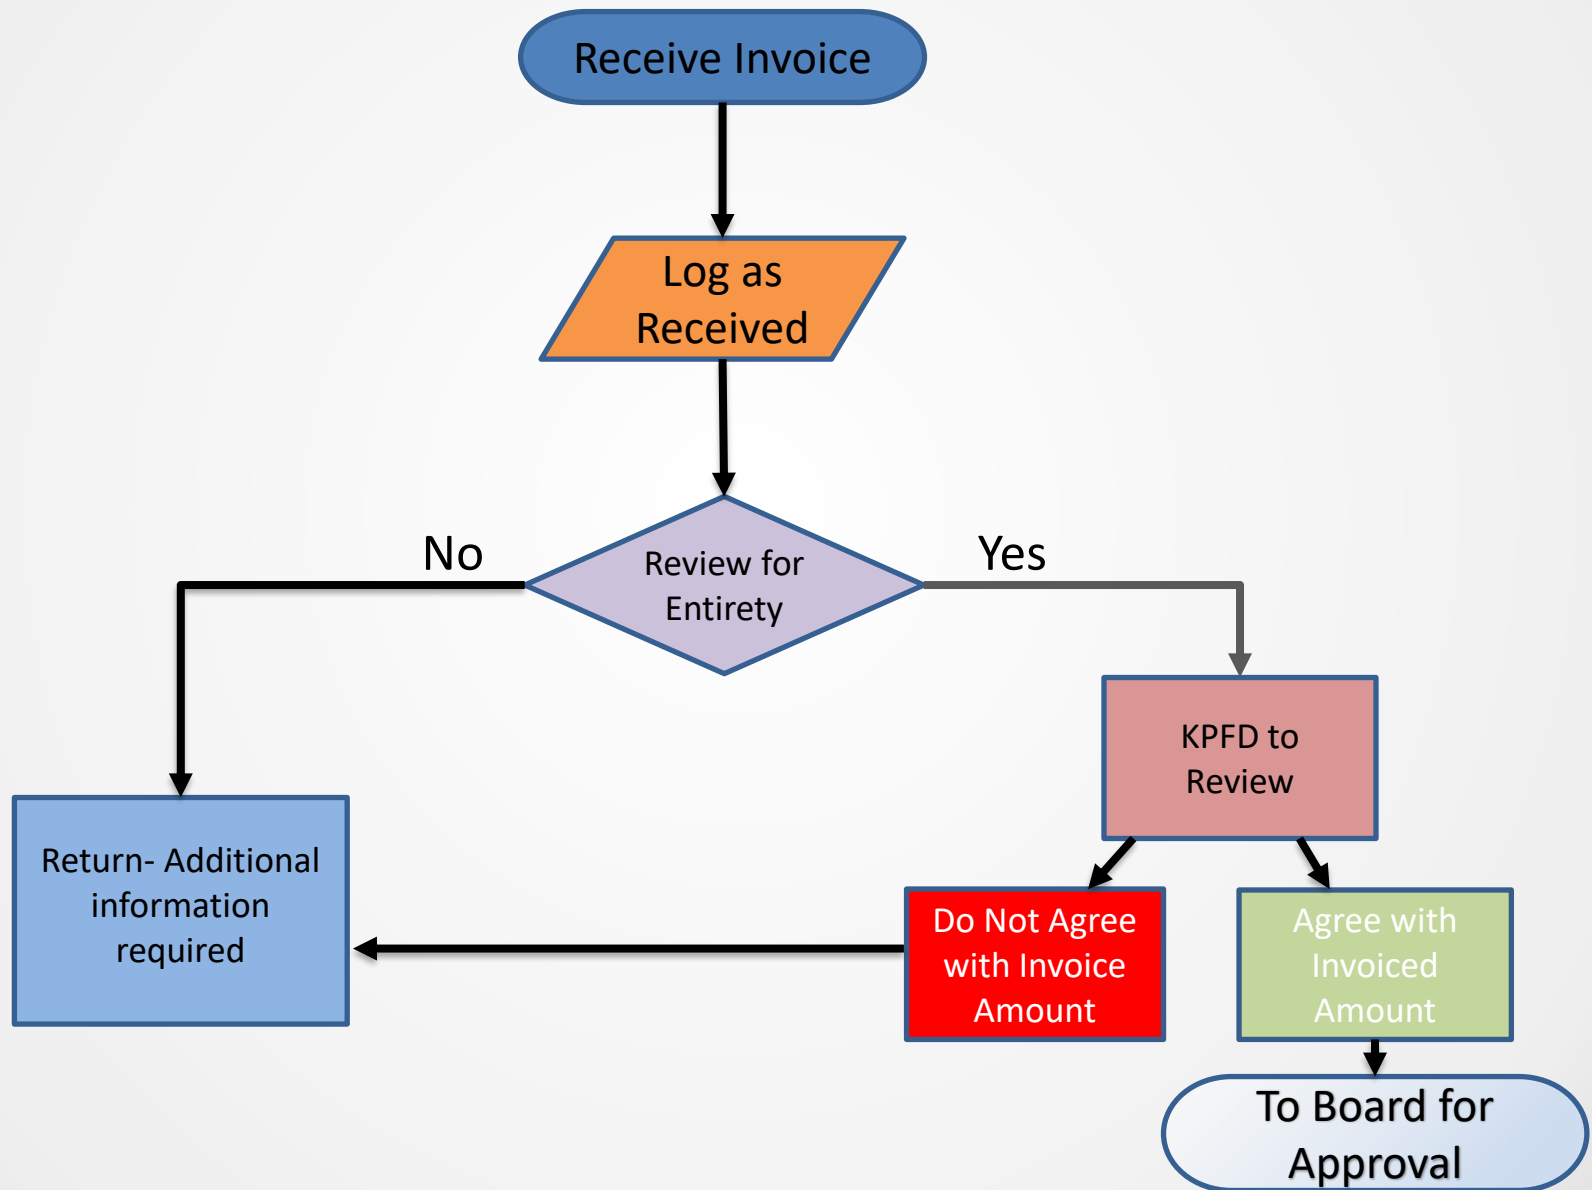 Receive Invoice
Log as
Received
No
Review for
Entirety
Yes
KPFD to
Review
Return- Additional
information
required
Do Not Agree
with Invoice
Amount
Agree with
Invoiced
Amount
To Board for
Approval